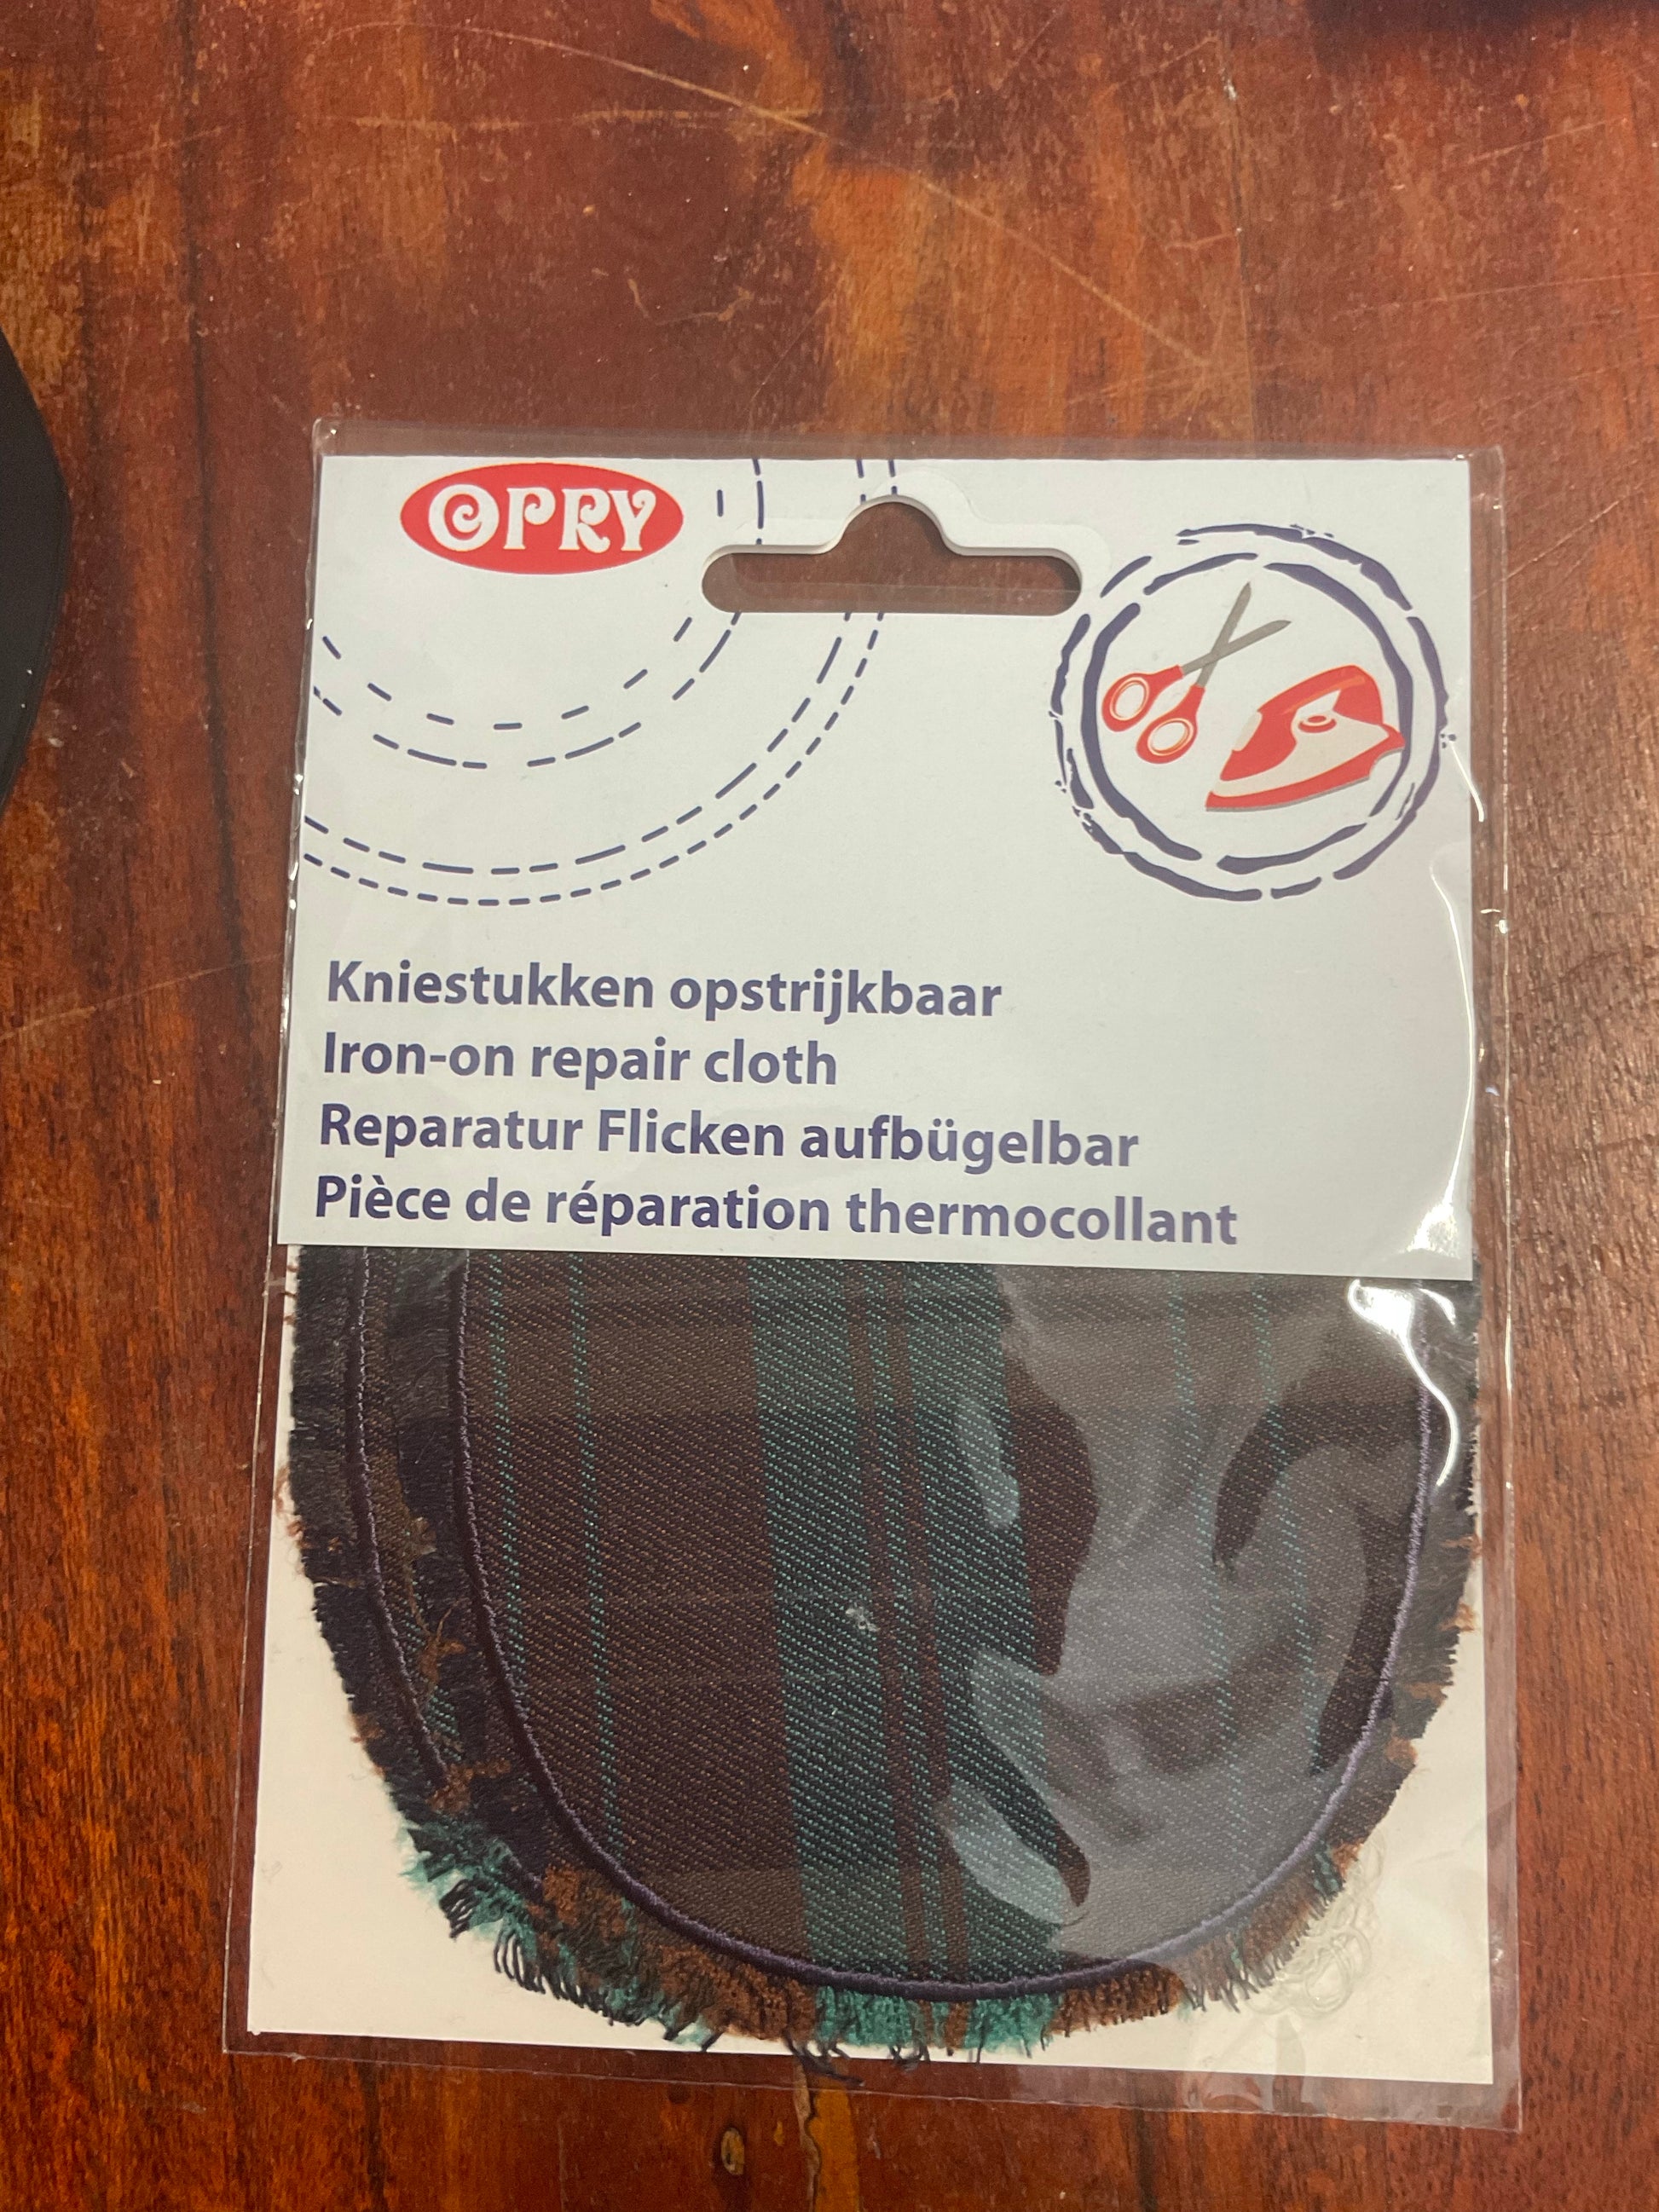 OPRY
Kniestukken opstrijkbaar
Iron-on repair cloth
Reparatur Flicken aufbügelbar
Pièce de réparation thermocollant